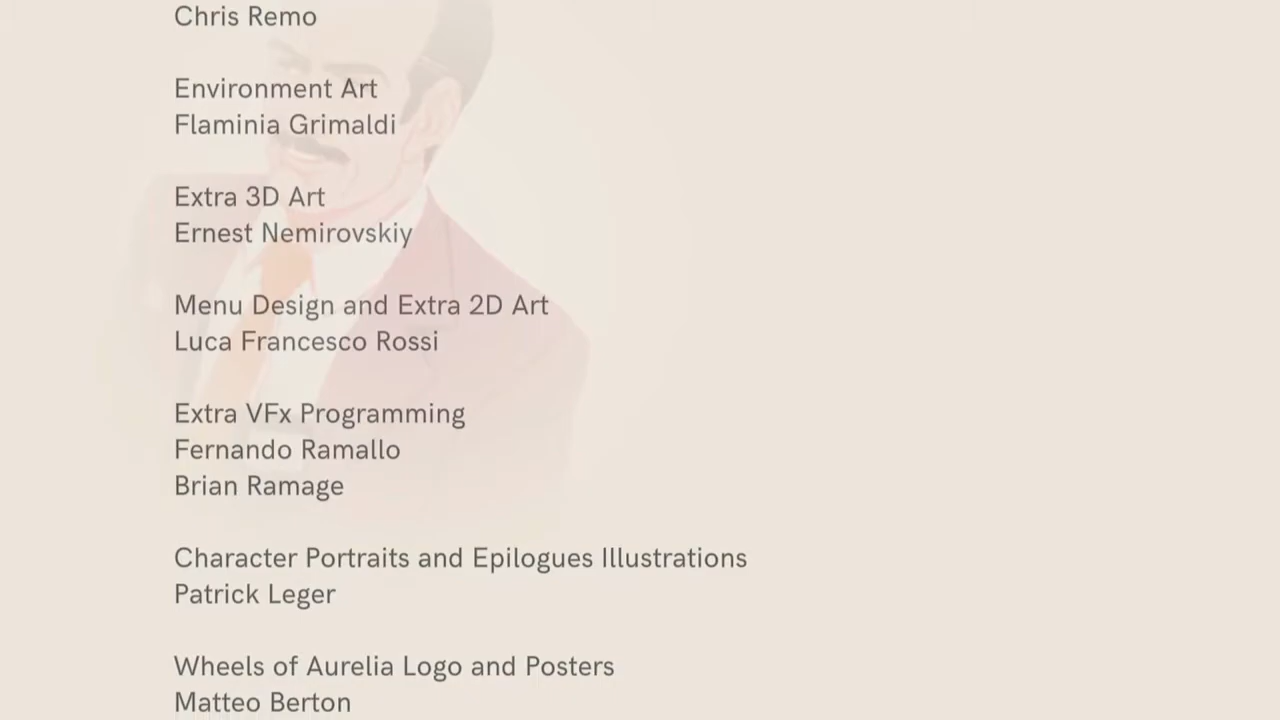 Chris Remo
Environment Art
Flaminia Grimaldi
Extra 3D Art
Ernest Nemirovskiy
Menu Design and Extra 2D Art
Luca Francesco Rossi
Extra VFx Programming
Fernando Ramallo
Brian Ramage
Character Portraits and Epilogues Illustrations
Patrick Leger
Wheels of Aurelia Logo and Posters
Matteo Berton